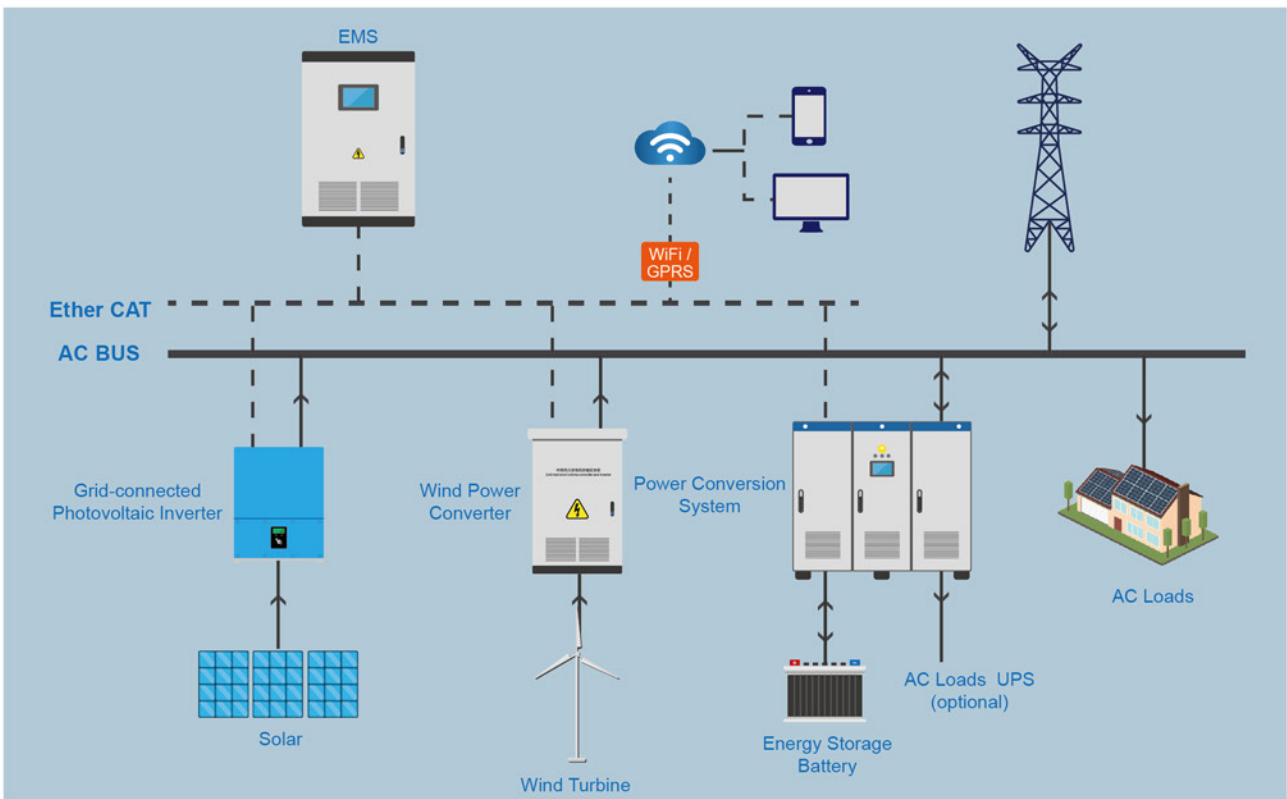 EMS
WiFi /
GPRS
Ether CAT
AC BUS
Grid-connected
Photovoltaic Inverter
Wind Power
Converter
Power Conversion
System
AC Loads
AC Loads UPS
(optional)
Solar
Energy Storage
Battery
Wind Turbine